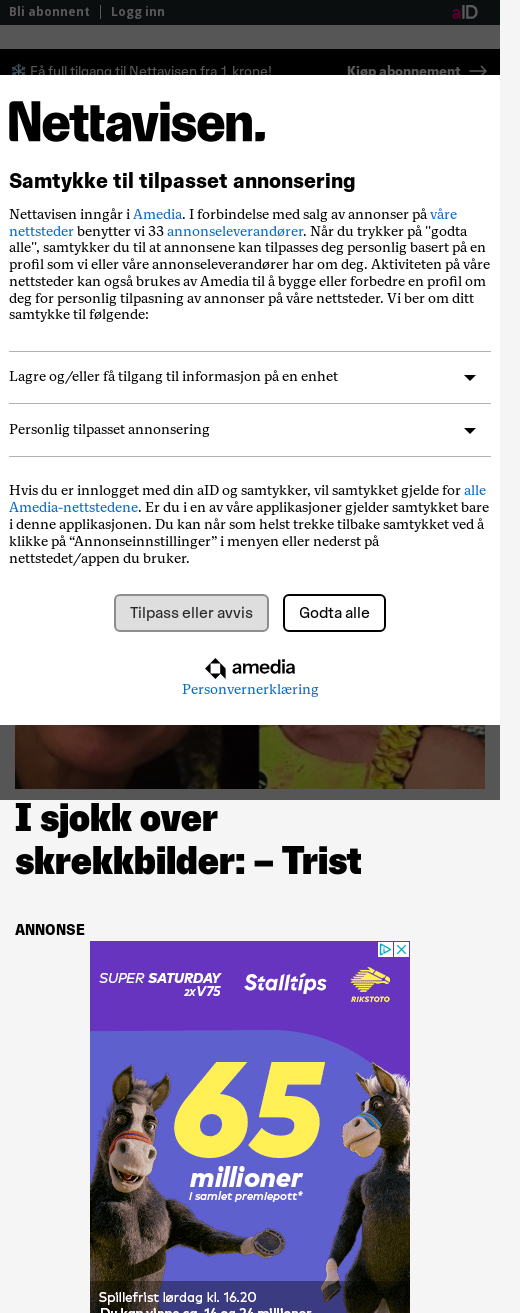 Bli abonnent
Logg inn
aID
Få full tilgang til Nettavisen fra 1 krone!
Kjøp abonnement
Nettavisen.
Samtykke til tilpasset annonsering
Nettavisen inngår i Amedia. I forbindelse med salg av annonser på våre
nettsteder benytter vi 33 annonseleverandører. Når du trykker på "godta
alle", samtykker du til at annonsene kan tilpasses deg personlig basert på en
profil som vi eller våre annonseleverandører har om deg. Aktiviteten på våre
nettsteder kan også brukes av Amedia til å bygge eller forbedre en profil om
deg for personlig tilpasning av annonser på våre nettsteder. Vi ber om ditt
samtykke til følgende:
Lagre og/eller få tilgang til informasjon på en enhet
Personlig tilpasset annonsering
Hvis du er innlogget med din aID og samtykker, vil samtykket gjelde for alle
Amedia-nettstedene. Er du i en av våre applikasjoner gjelder samtykket bare
i denne applikasjonen. Du kan når som helst trekke tilbake samtykket ved å
klikke på “Annonseinnstillinger” i menyen eller nederst på
nettstedet/appen du bruker.
Tilpass eller avvis
Godta alle
amedia
Personvernerklæring
I sjokk over
skrekkbilder: – Trist
ANNONSE
SUPER SATURDAY
2xV75
Stalltips
RIKSTOTO
65
millioner
i samlet premiepott*
Spillefrist lørdag kl. 16.20
Du kan vinne ca. 14 og 24 millioner